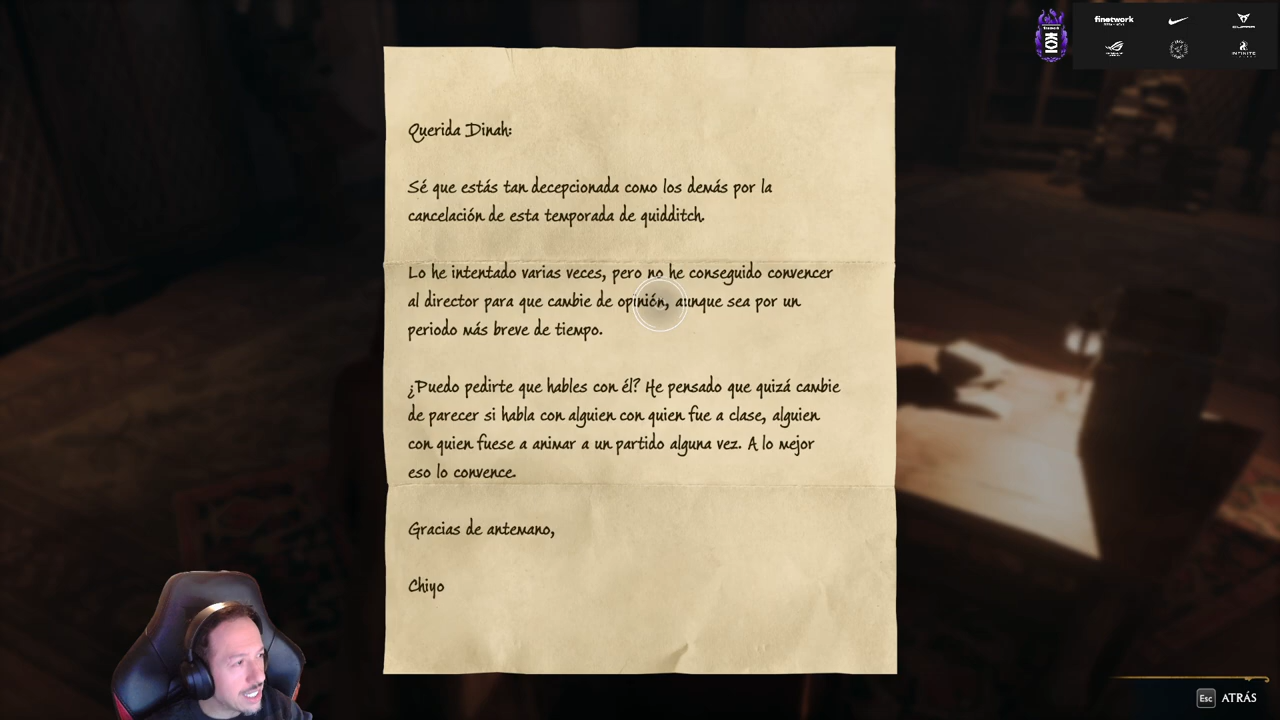 finetwork
KOI
CUPRA
INFINITE
Querida Dinah:
Sé que estás tan decepcionada como los demás por la
cancelación de esta temporada de quidditch.
Lo he intentado varias veces, pero no he conseguido convencer
al director para que cambie de opinión, aunque sea por un
periodo más breve de tiempo.
¿Puedo pedirte que hables con él? He pensado que quizá cambie
de parecer si habla con alguien con quien fue a clase, alguien
con quien fuese a animar a un partido alguna vez. A lo mejor
eso lo convence.
Gracias de antemano,
Chiyo
Esc ATRÁS